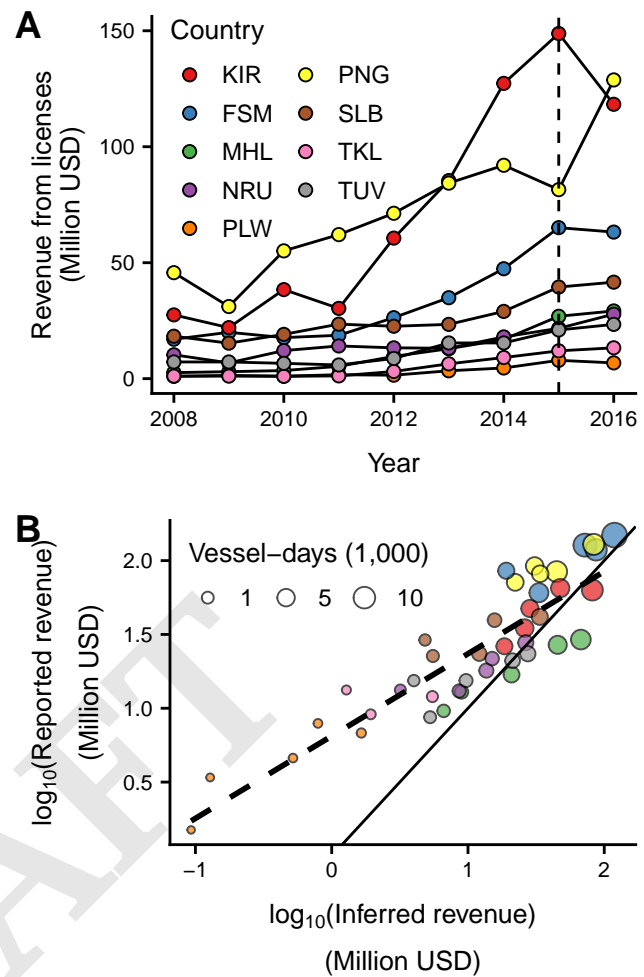 A
Country
KIR
PNG
FSM
SLB
MHL
TKL
NRU
TUV
PLW
150
100
50
0
Revenue from licenses
(Million USD)
2008
2010
2012
2014
2016
Year
B
Vessel−days (1,000)
1
5
10
2.0
1.5
1.0
0.5
log10(Reported revenue)
(Million USD)
−1
0
1
2
log10(Inferred revenue)
(Million USD)
AFT